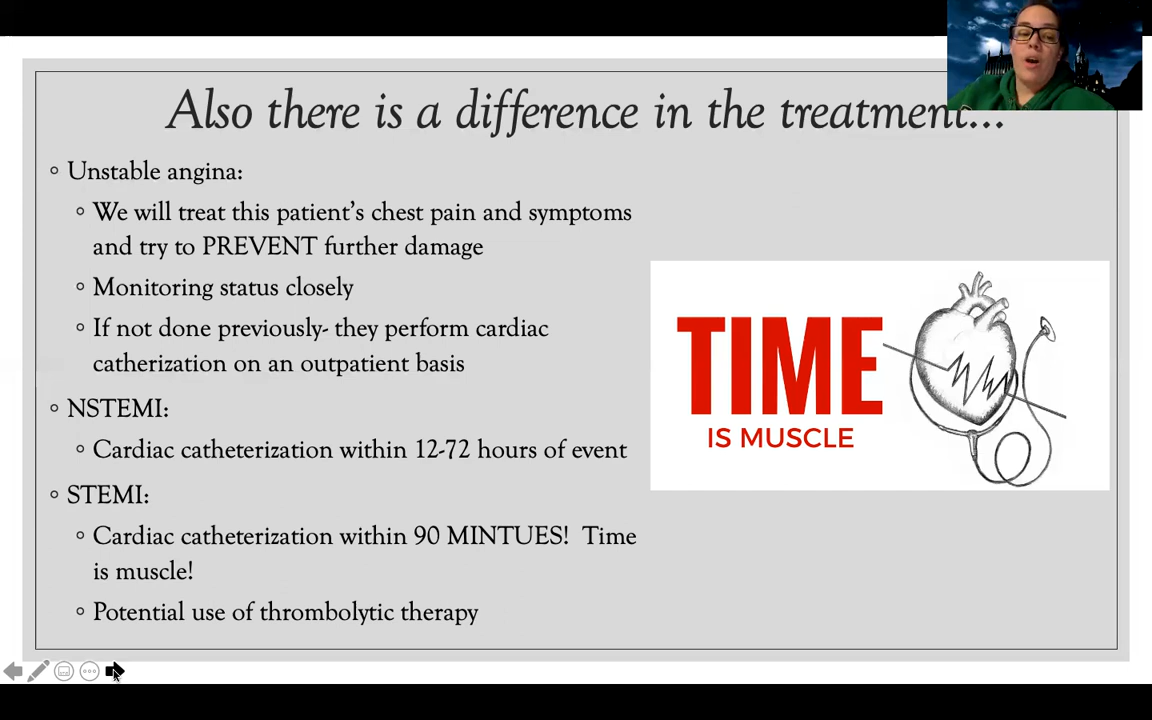 Also there is a difference in the treatment...
Unstable angina:
We will treat this patient's chest pain and symptoms
and try to PREVENT further damage
Monitoring status closely
If not done previously- they perform cardiac
catherization on an outpatient basis
NSTEMI:
Cardiac catheterization within 12-72 hours of event
STEMI:
Cardiac catheterization within 90 MINTUES! Time
is muscle!
Potential use of thrombolytic therapy
TIME
IS MUSCLE